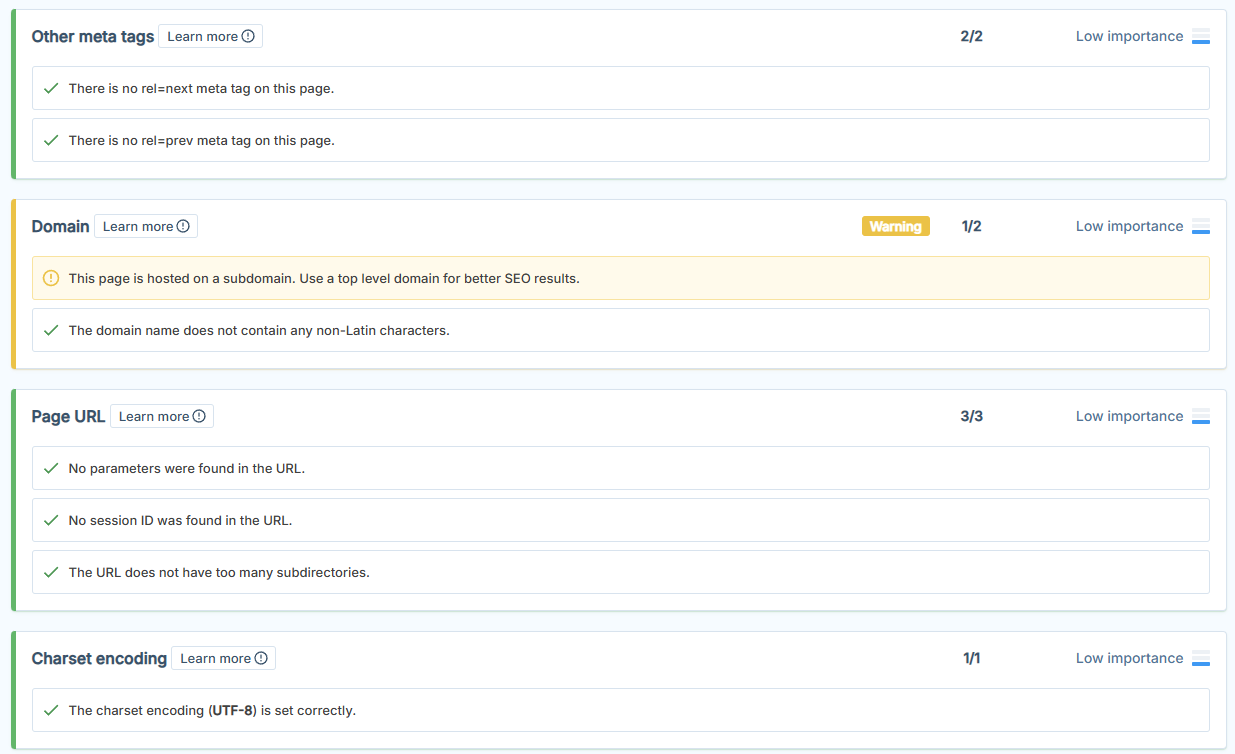 Other meta tags Learn more 2/2 Low importance
There is no rel=next meta tag on this page.
There is no rel=prev meta tag on this page.
Domain Learn more Warning 1/2 Low importance
This page is hosted on a subdomain. Use a top level domain for better SEO results.
The domain name does not contain any non-Latin characters.
Page URL Learn more 3/3 Low importance
No parameters were found in the URL.
No session ID was found in the URL.
The URL does not have too many subdirectories.
Charset encoding Learn more 1/1 Low importance
The charset encoding (UTF-8) is set correctly.